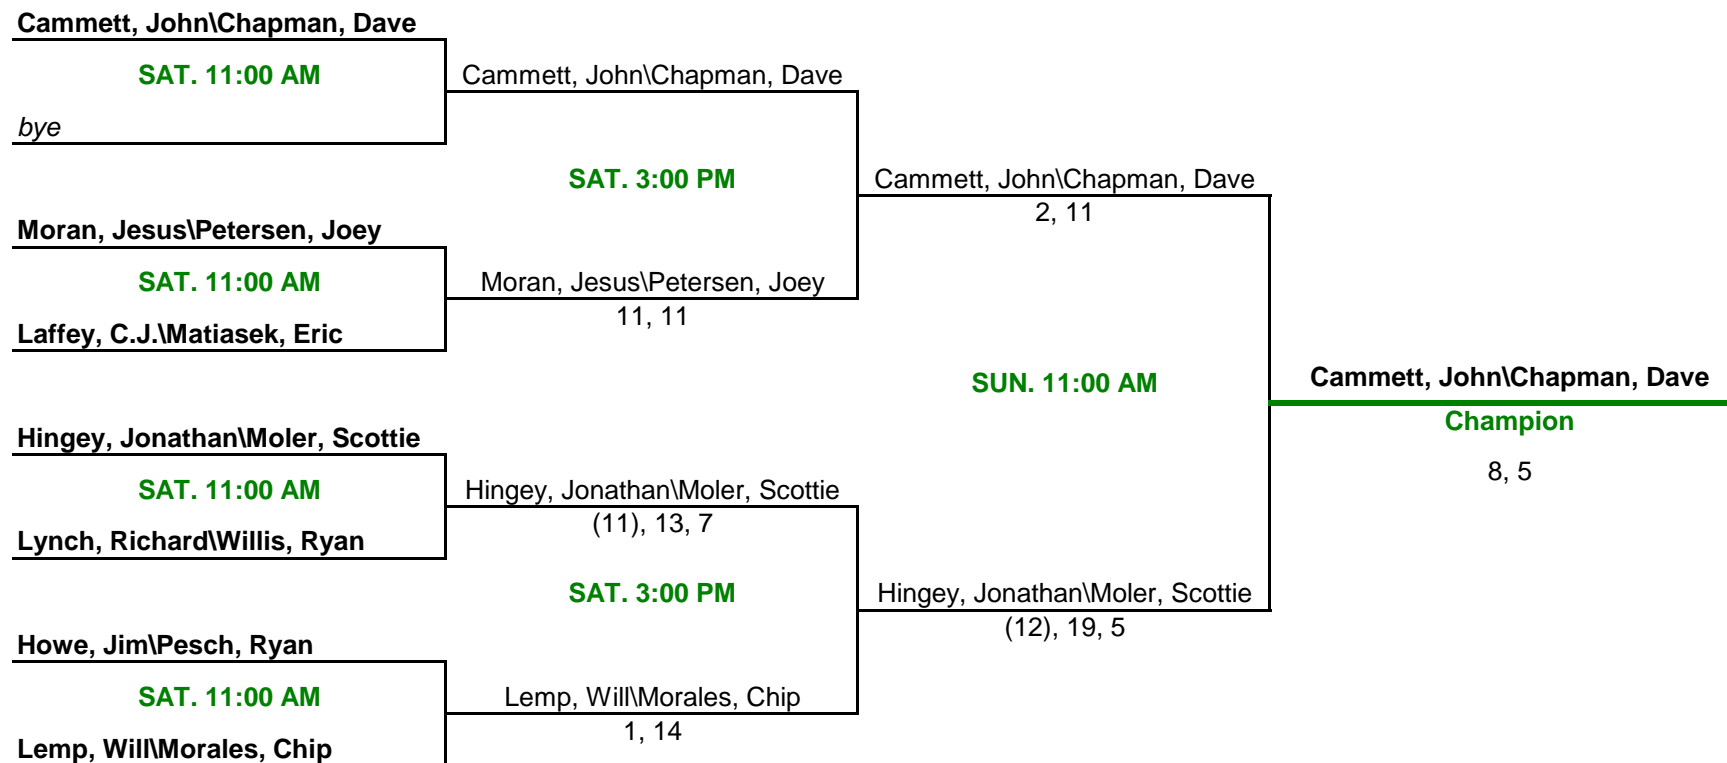 Cammett, John\Chapman, Dave
SAT. 11:00 AM
Cammett, John\Chapman, Dave
bye
SAT. 3:00 PM
Cammett, John\Chapman, Dave
2, 11
Moran, Jesus\Petersen, Joey
SAT. 11:00 AM
Moran, Jesus\Petersen, Joey
11, 11
Laffey, C.J.\Matiasek, Eric
SUN. 11:00 AM
Cammett, John\Chapman, Dave
Champion
8, 5
Hingey, Jonathan\Moler, Scottie
SAT. 11:00 AM
Hingey, Jonathan\Moler, Scottie
(11), 13, 7
Lynch, Richard\Willis, Ryan
SAT. 3:00 PM
Hingey, Jonathan\Moler, Scottie
(12), 19, 5
Howe, Jim\Pesch, Ryan
SAT. 11:00 AM
Lemp, Will\Morales, Chip
1, 14
Lemp, Will\Morales, Chip